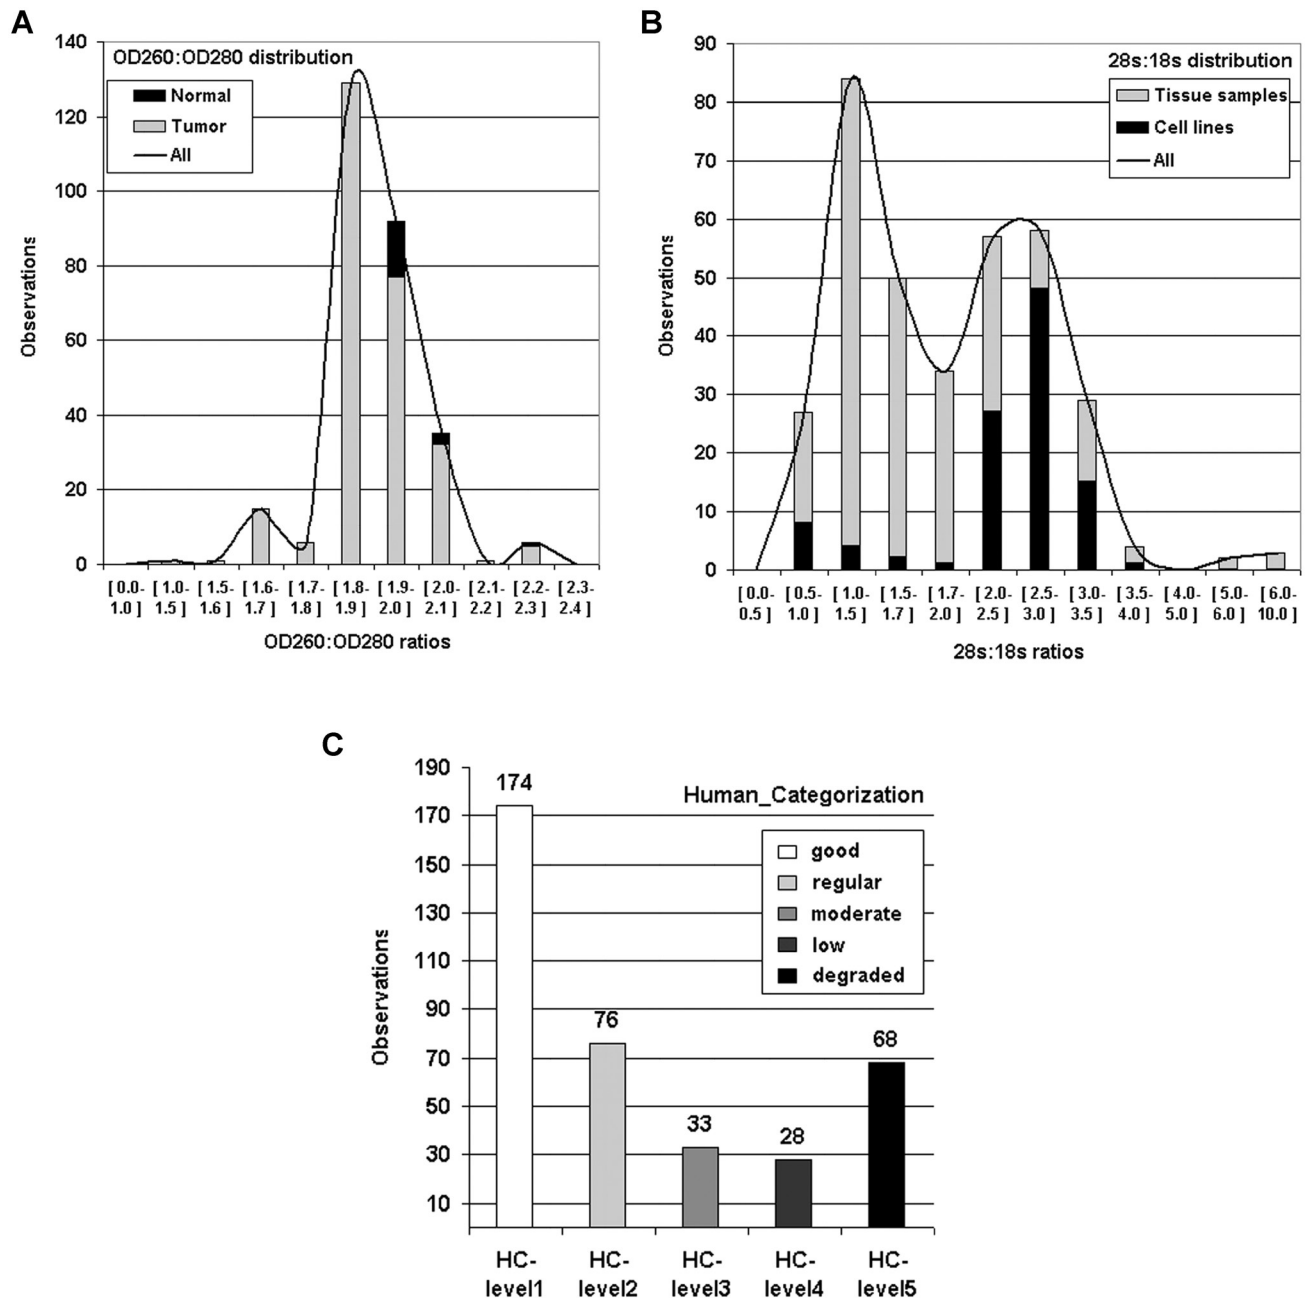 A
OD260:OD280 distribution
Normal
Tumor
All
140
120
100
80
60
40
20
0
Observations
[ 0.0-
1.0 ]
[ 1.0-
1.5 ]
[ 1.5-
1.6 ]
[ 1.6-
1.7 ]
[ 1.7-
1.8 ]
[ 1.8-
1.9 ]
[ 1.9-
2.0 ]
[ 2.0-
2.1 ]
[ 2.1-
2.2 ]
[ 2.2-
2.3 ]
[ 2.3-
2.4 ]
OD260:OD280 ratios
B
28s:18s distribution
Tissue samples
Cell lines
All
90
80
70
60
50
40
30
20
10
0
Observations
[ 0.0-
0.5 ]
[ 0.5-
1.0 ]
[ 1.0-
1.5 ]
[ 1.5-
1.7 ]
[ 1.7-
2.0 ]
[ 2.0-
2.5 ]
[ 2.5-
3.0 ]
[ 3.0-
3.5 ]
[ 3.5-
4.0 ]
[ 4.0-
5.0 ]
[ 5.0-
6.0 ]
[ 6.0-
10.0 ]
28s:18s ratios
C
Human_Categorization
good
regular
moderate
low
degraded
190
170
150
130
110
90
70
50
30
10
Observations
174
76
33
28
68
HC-
level1
HC-
level2
HC-
level3
HC-
level4
HC-
level5